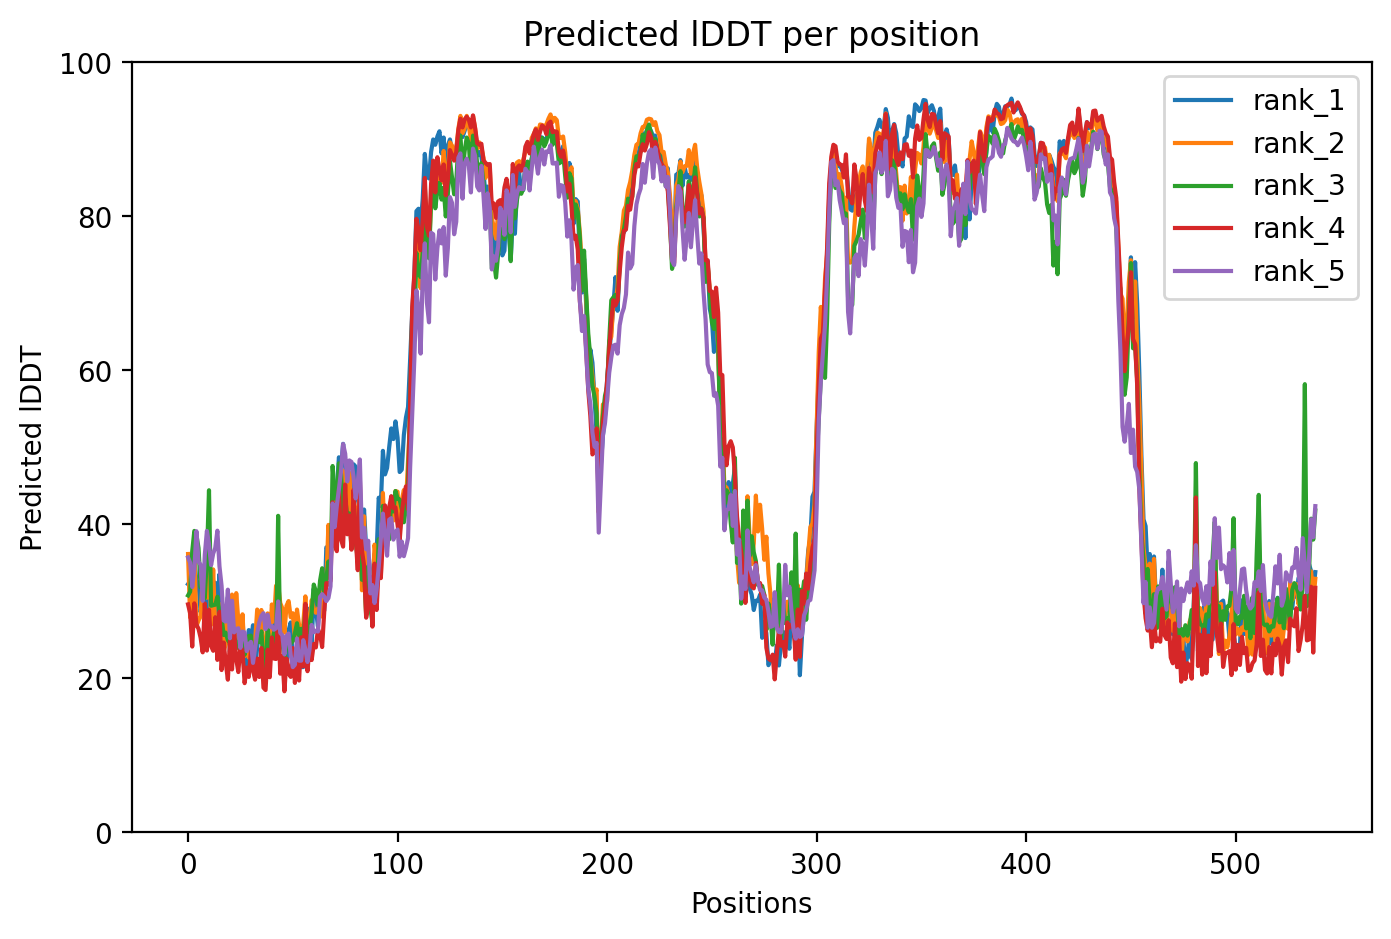 Predicted lDDT per position
Predicted lDDT
100
80
60
40
20
0
0 100 200 300 400 500
Positions
rank_1
rank_2
rank_3
rank_4
rank_5